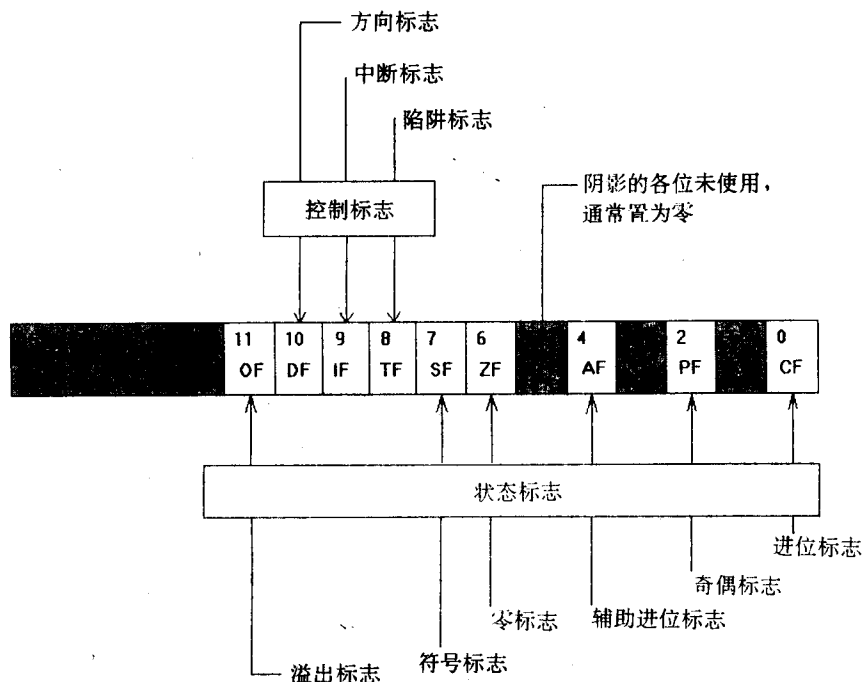 方向标志
中断标志
陷阱标志
控制标志
阴影的各位未使用，
通常置为零
11 10 9 8 7 6 4 2 0
OF DF IF TF SF ZF AF PF CF
状态标志
进位标志
奇偶标志
零标志 辅助进位标志
溢出标志 符号标志